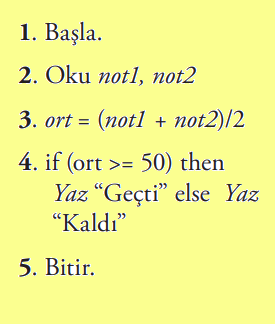 1. Başla.
2. Oku not1, not2
3. ort = (not1 + not2)/2
4. if (ort >= 50) then
Yaz “Geçti” else Yaz
“Kaldı”
5. Bitir.